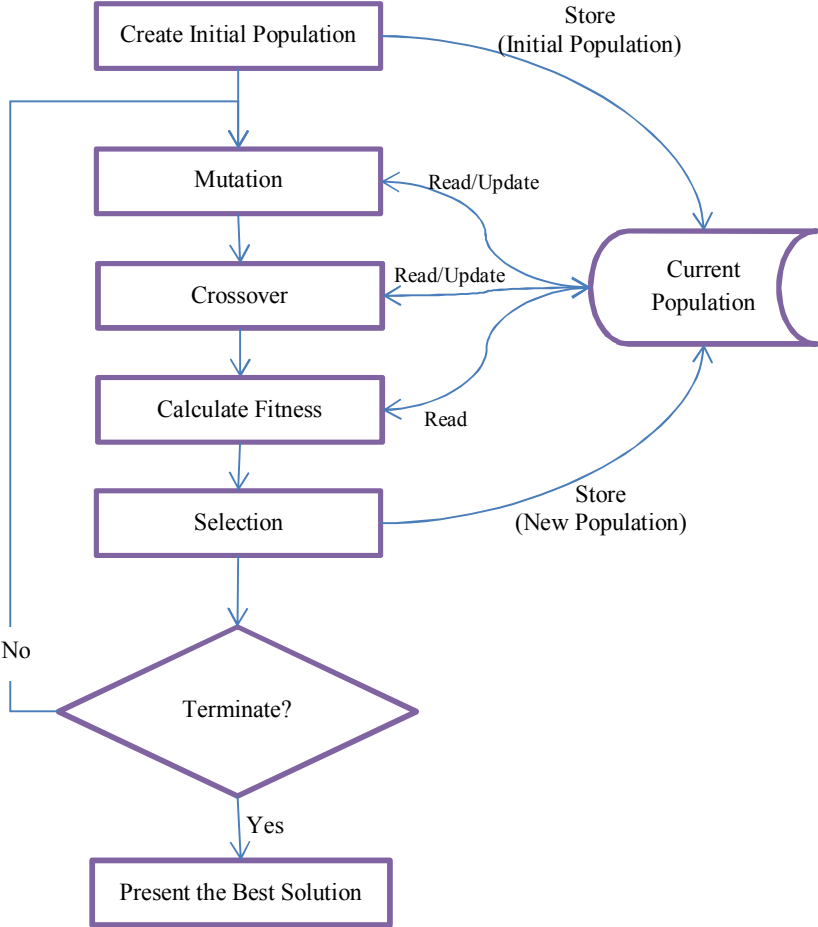 Create Initial Population
Store
(Initial Population)
Mutation
Read/Update
Current
Population
Crossover
Read/Update
Calculate Fitness
Read
Selection
Store
(New Population)
No
Terminate?
Yes
Present the Best Solution